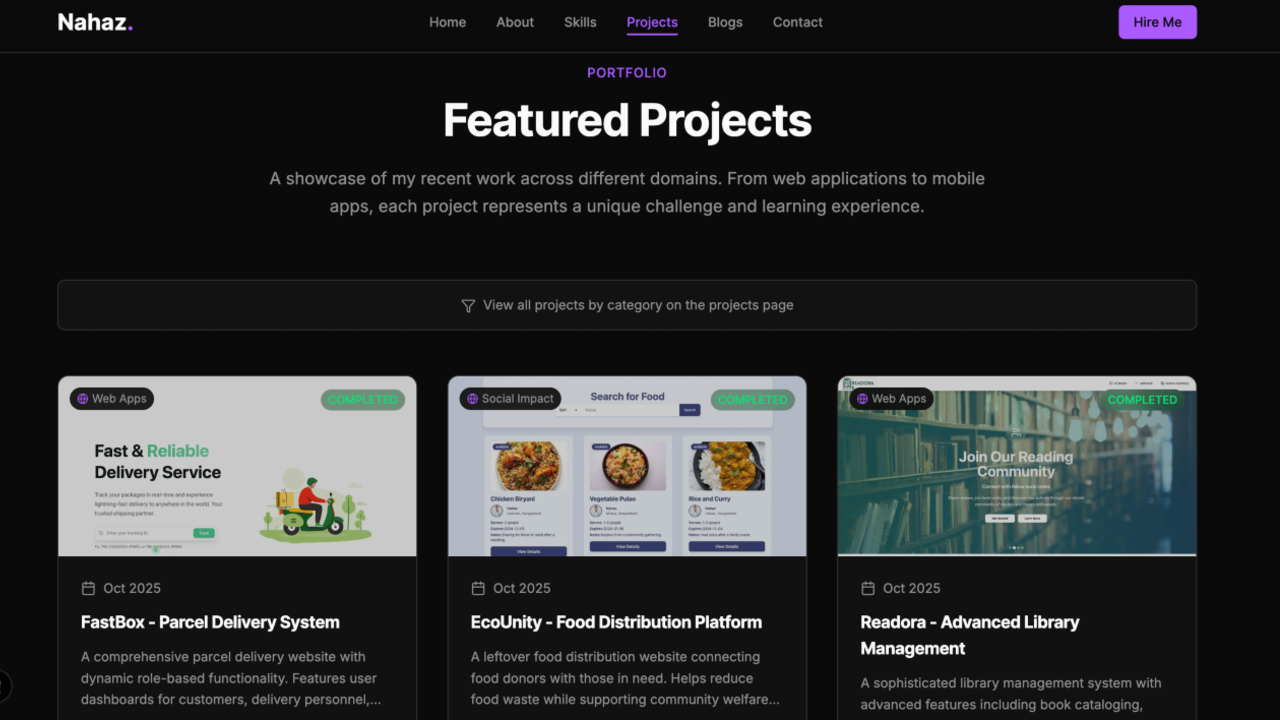 Nahaz.
Home
About
Skills
Projects
Blogs
Contact
Hire Me
PORTFOLIO
Featured Projects
A showcase of my recent work across different domains. From web applications to mobile
apps, each project represents a unique challenge and learning experience.
View all projects by category on the projects page
Web Apps
COMPLETED
Fast & Reliable
Delivery Service
Track your packages in real-time and experience
lightning-fast delivery to anywhere in the world. Your
trusted shipping partner.
Enter your tracking ID
Track
Oct 2025
FastBox - Parcel Delivery System
A comprehensive parcel delivery website with
dynamic role-based functionality. Features user
dashboards for customers, delivery personnel,...
Social Impact
COMPLETED
Search for Food
Search
Chicken Biryani
Vegetable Pulao
Rice and Curry
View Details
View Details
View Details
Oct 2025
EcoUnity - Food Distribution Platform
A leftover food distribution website connecting
food donors with those in need. Helps reduce
food waste while supporting community welfare...
READORA
Web Apps
COMPLETED
Join Our Reading
Community
Oct 2025
Readora - Advanced Library
Management
A sophisticated library management system with
advanced features including book cataloging,